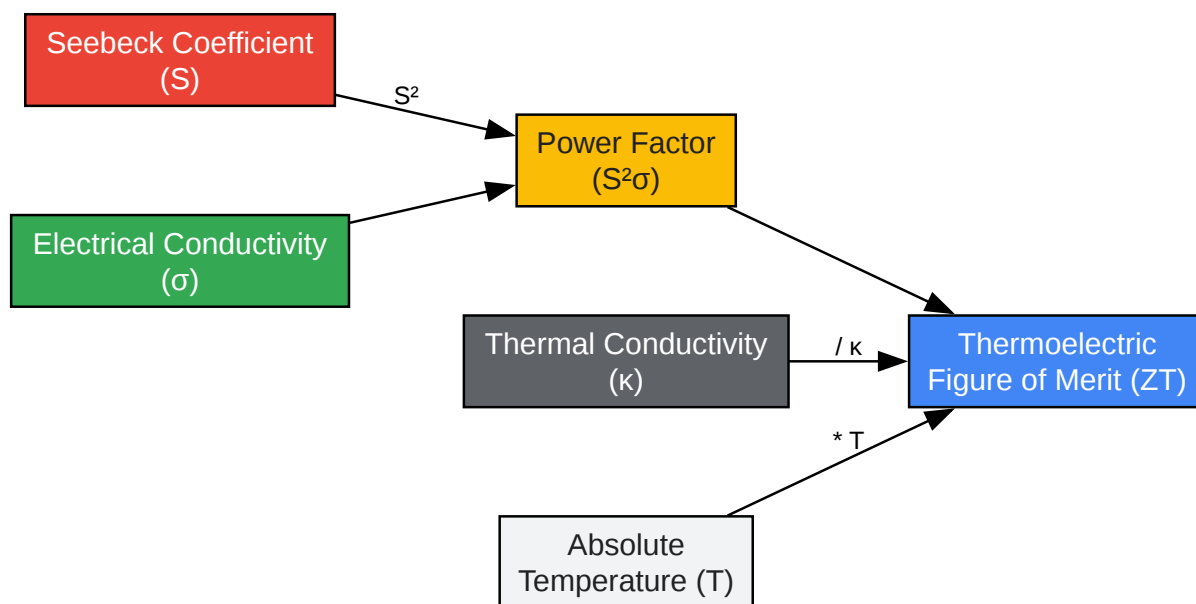 Seebeck Coefficient
(S)
S²
Power Factor
(S²σ)
Electrical Conductivity
(σ)
Thermal Conductivity
(κ)
/ κ
Thermoelectric
Figure of Merit (ZT)
* T
Absolute
Temperature (T)